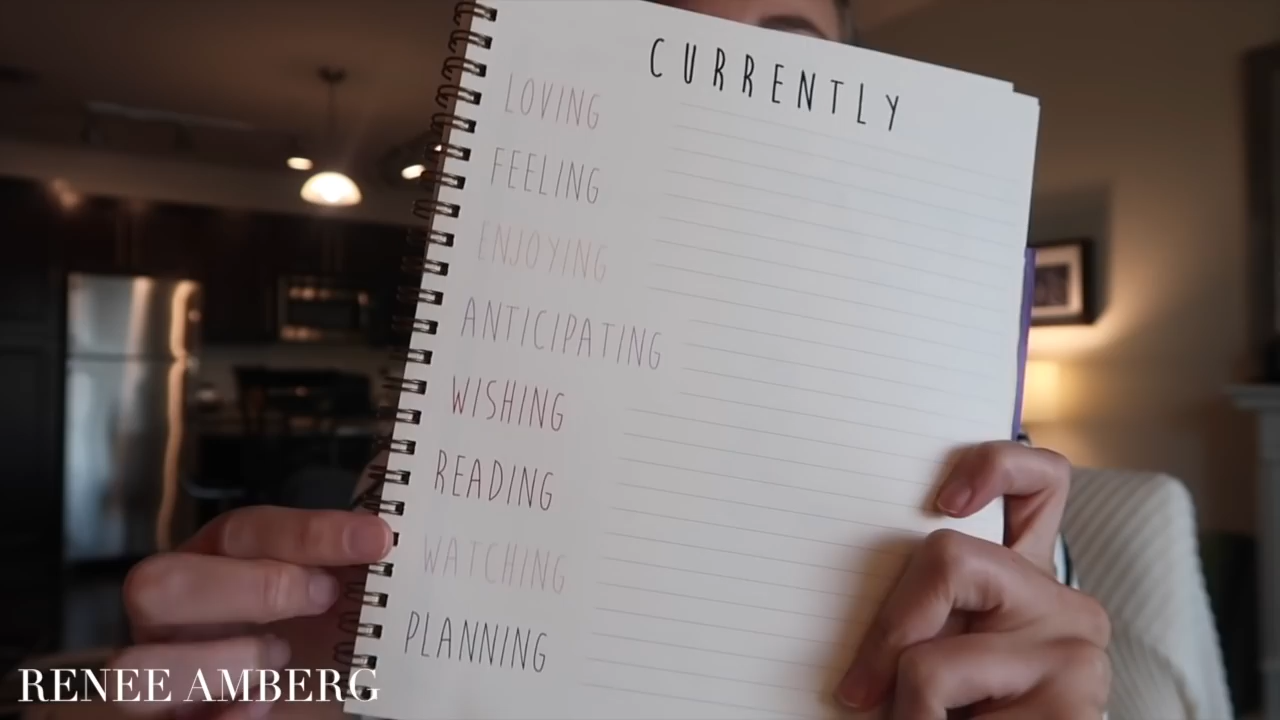 CURRENTLY
LOVING
FEELING
ENJOYING
ANTICIPATING
WISHING
READING
WATCHING
PLANNING
RENEE AMBERG